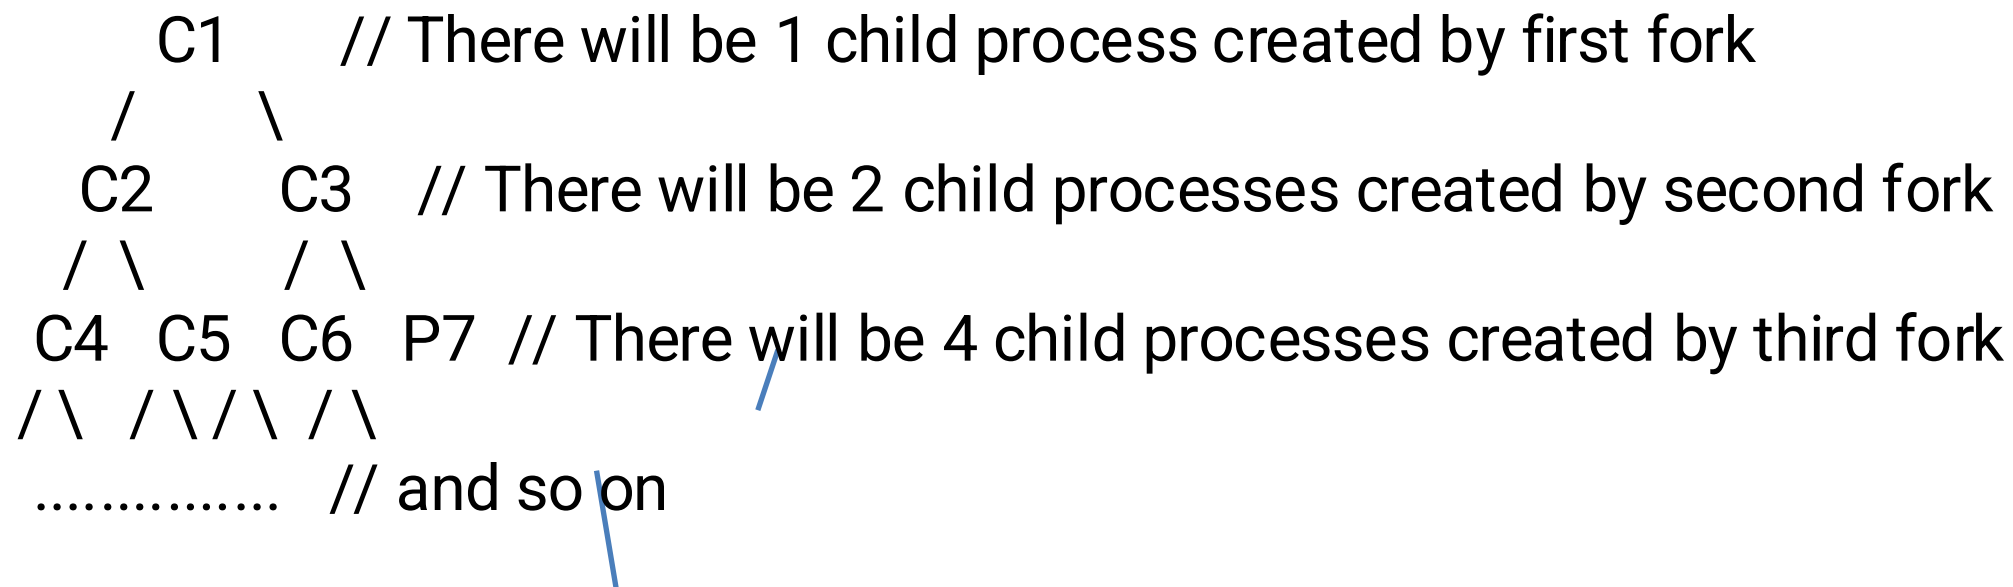 C1 // There will be 1 child process created by first fork
/ \
C2 C3 // There will be 2 child processes created by second fork
/ \ / \
C4 C5 C6 P7 // There will be 4 child processes created by third fork
/ \ / \ / \ / \
............... // and so on